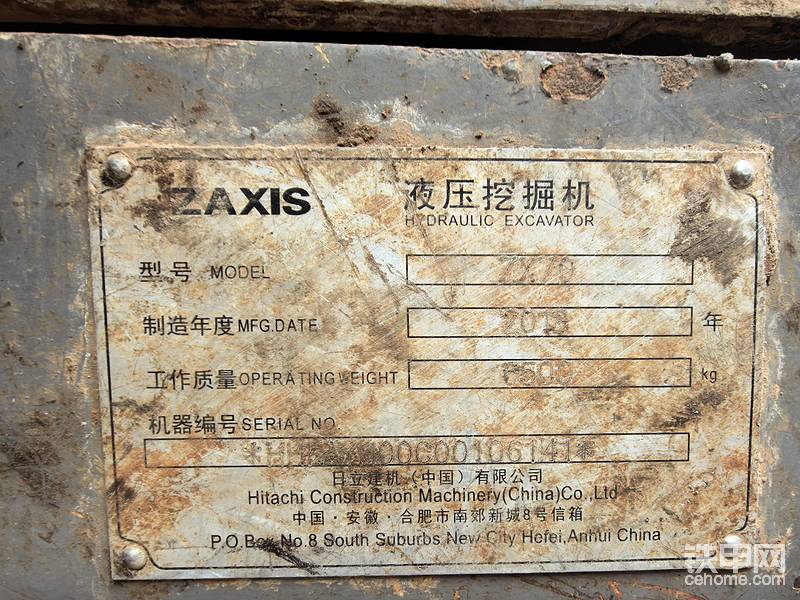 ZAXIS 液压挖掘机
HYDRAULIC EXCAVATOR
型号 MODEL ZX70
制造年度 MFG.DATE 年
工作质量 OPERATING WEIGHT 6500 kg
机器编号 SERIAL NO.
日立建机（中国）有限公司
Hitachi Construction Machinery(China)Co.,Ltd
中国·安徽·合肥市南郊新城8号信箱
P.O.Box No.8 South Suburbs New City Hefei,Anhui China
铁甲网
cehome.com